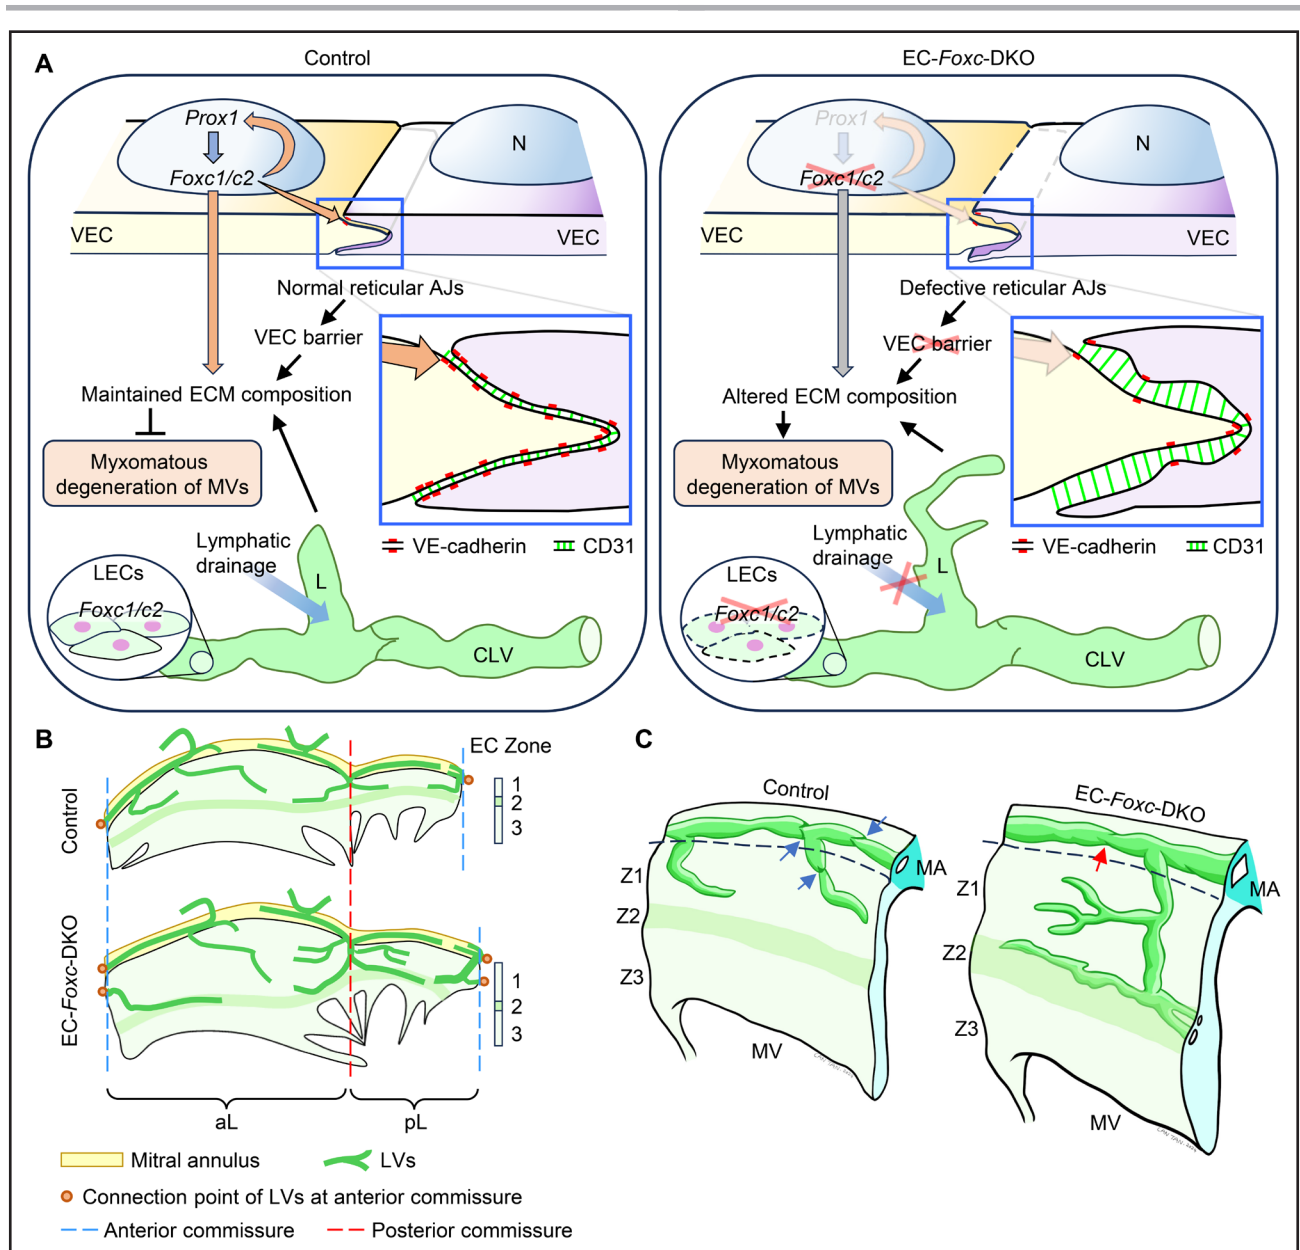 A
Control
EC-Foxc-DKO
Prox1
Foxc1/c2
N
VEC
VEC
Normal reticular AJs
VEC barrier
Maintained ECM composition
Myxomatous
degeneration of MVs
VE-cadherin
CD31
Lymphatic
drainage
LECs
Foxc1/c2
L
CLV
Prox1
Foxc1/c2
N
VEC
VEC
Defective reticular AJs
VEC barrier
Altered ECM composition
Myxomatous
degeneration of MVs
VE-cadherin
CD31
Lymphatic
drainage
LECs
Foxc1/c2
L
CLV
B
EC Zone
Control
1
2
3
EC-Foxc-DKO
1
2
3
aL
pL
Mitral annulus
LVs
Connection point of LVs at anterior commissure
Anterior commissure
Posterior commissure
C
Control
MA
Z1
Z2
Z3
MV
EC-Foxc-DKO
MA
Z1
Z2
Z3
MV